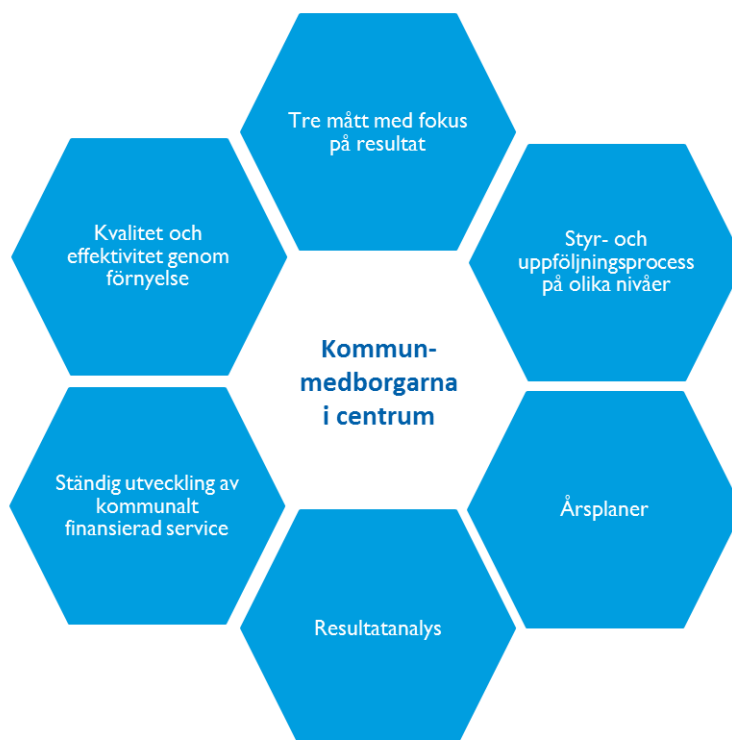 Tre mått med fokus
på resultat
Kvalitet och
effektivitet genom
förnyelse
Styr- och
uppföljningsprocess
på olika nivåer
Kommun-
medborgarna
i centrum
Ständig utveckling av
kommunalt
finansierad service
Årsplaner
Resultatanalys